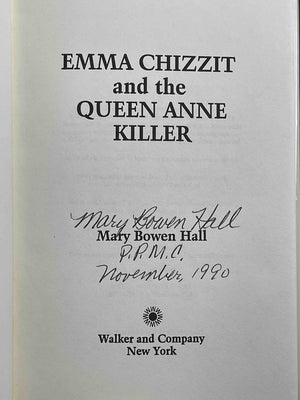 EMMA CHIZZIT
and the
QUEEN ANNE
KILLER
Mary Bowen Hall
Mary Bowen Hall
P.P.M.C.
November, 1990
Walker and Company
New York